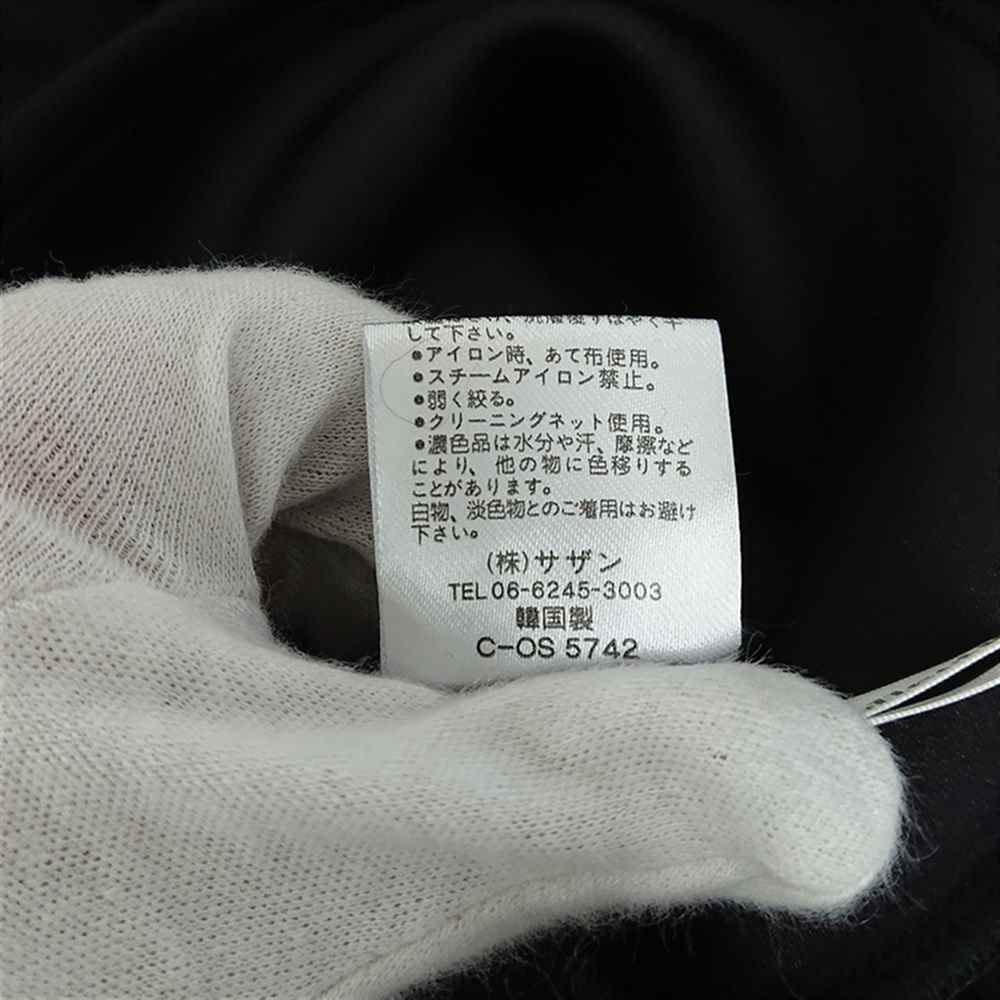 して下さい。
●アイロン時、あて布使用。
●スチームアイロン禁止。
●弱く絞る。
●クリーニングネット使用。
●濃色品は水分や汗、摩擦など
により、他の物に色移りする
ことがあります。
白物、淡色物とのご着用はお避け
下さい。
(株)サザン
TEL 06-6245-3003
韓国製
C-OS 5742